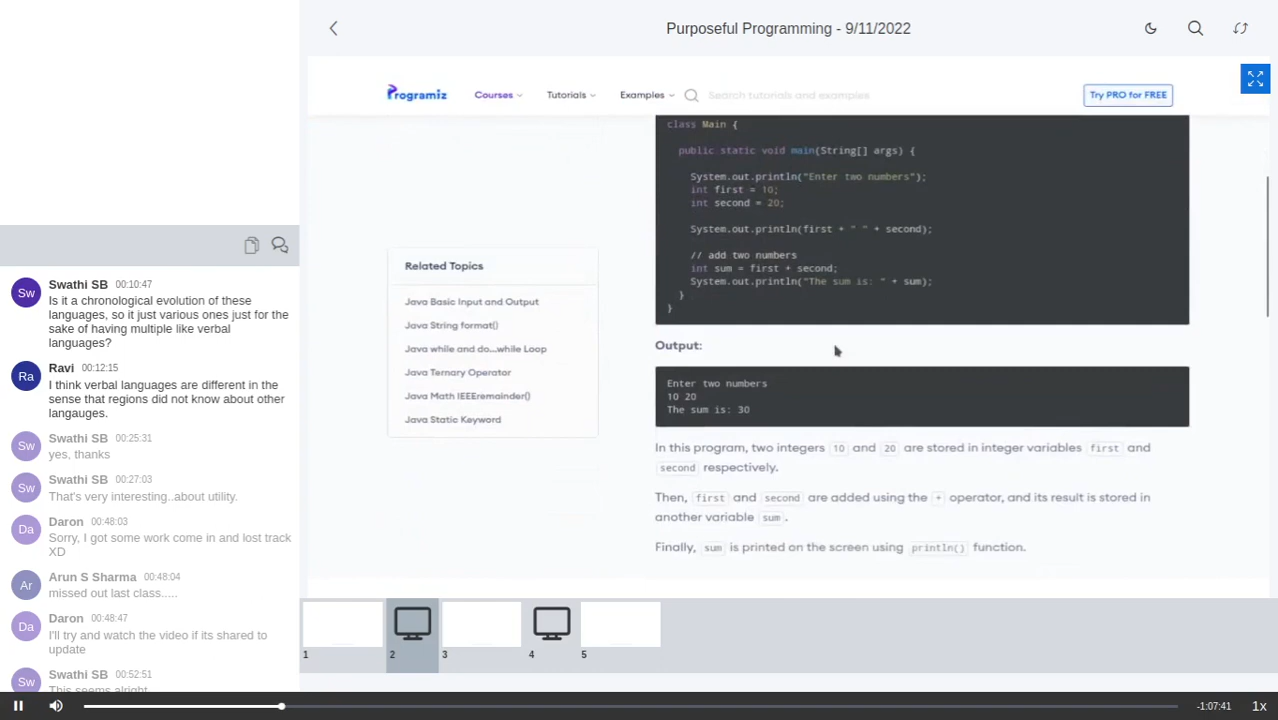 Purposeful Programming - 9/11/2022
Programiz
Courses
Tutorials
Examples
Search tutorials and examples
Try PRO for FREE
class Main {
public static void main(String[] args) {
System.out.println("Enter two numbers");
int first = 10;
int second = 20;
System.out.println(first + " " + second);
// add two numbers
int sum = first + second;
System.out.println("The sum is: " + sum);
}
}
Related Topics
Java Basic Input and Output
Java String format()
Java while and do...while Loop
Java Ternary Operator
Java Math IEEEremainder()
Java Static Keyword
Output:
Enter two numbers
10 20
The sum is: 30
In this program, two integers 10 and 20 are stored in integer variables first and
second respectively.
Then, first and second are added using the + operator, and its result is stored in
another variable sum .
Finally, sum is printed on the screen using println() function.
Sw
Swathi SB 00:10:47
Is it a chronological evolution of these
languages, so it just various ones just for the
sake of having multiple like verbal
languages?
Ra
Ravi 00:12:15
I think verbal languages are different in the
sense that regions did not know about other
langauges.
Sw
Swathi SB 00:25:31
yes, thanks
Sw
Swathi SB 00:27:03
That's very interesting..about utility.
Da
Daron 00:48:03
Sorry, I got some work come in and lost track
XD
Ar
Arun S Sharma 00:48:04
missed out last class.....
Da
Daron 00:48:47
I'll try and watch the video if its shared to
update
Sw
Swathi SB 00:52:51
This seems alright
1
2
3
4
5
-1:07:41
1x